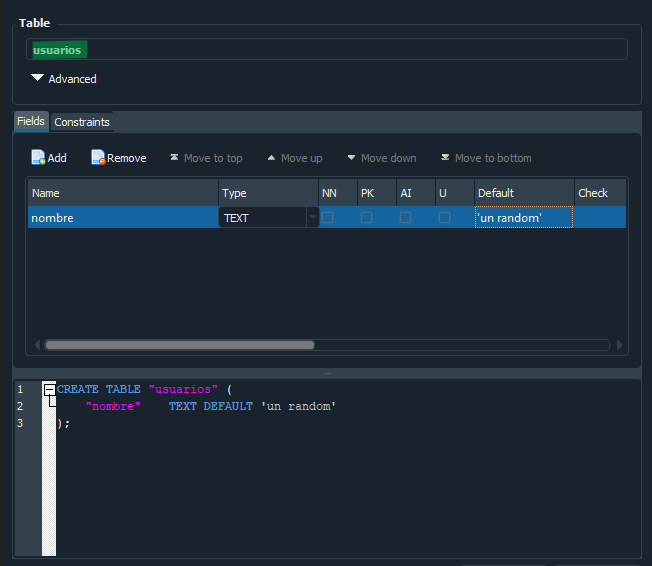 Table
usuarios
Advanced
Fields Constraints
Add Remove Move to top Move up Move down Move to bottom
Name Type NN PK AI U Default Check
nombre TEXT 'un random'
1 CREATE TABLE "usuarios" (
2 "nombre" TEXT DEFAULT 'un random'
3 );